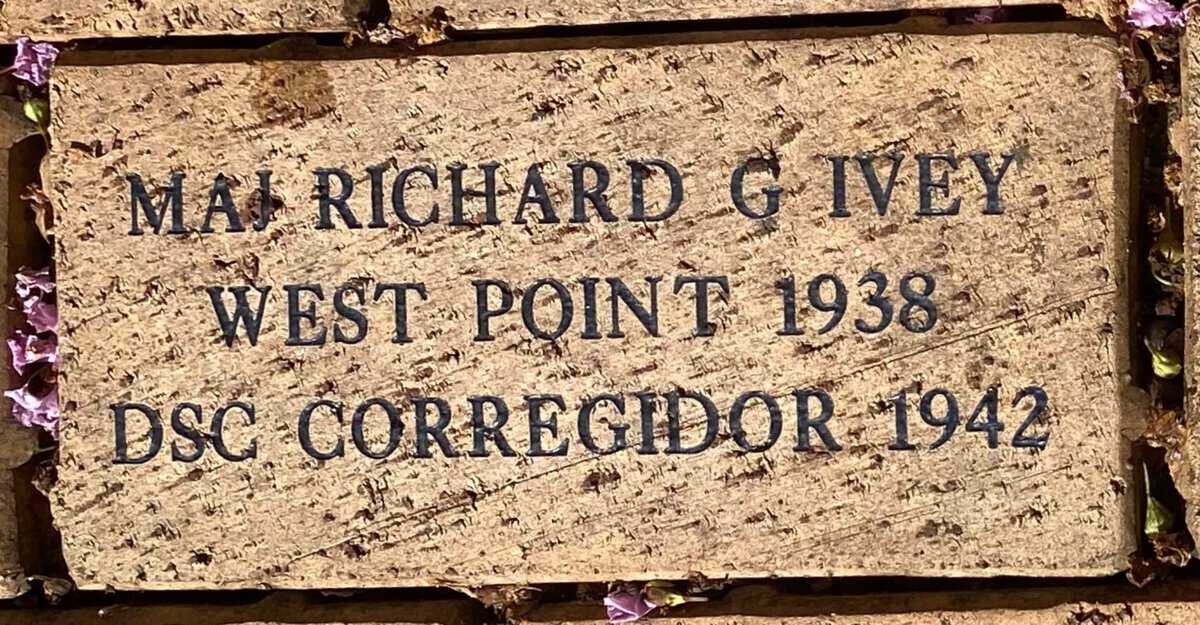 MAJ RICHARD G IVEY
WEST POINT 1938
DSC CORREGIDOR 1942